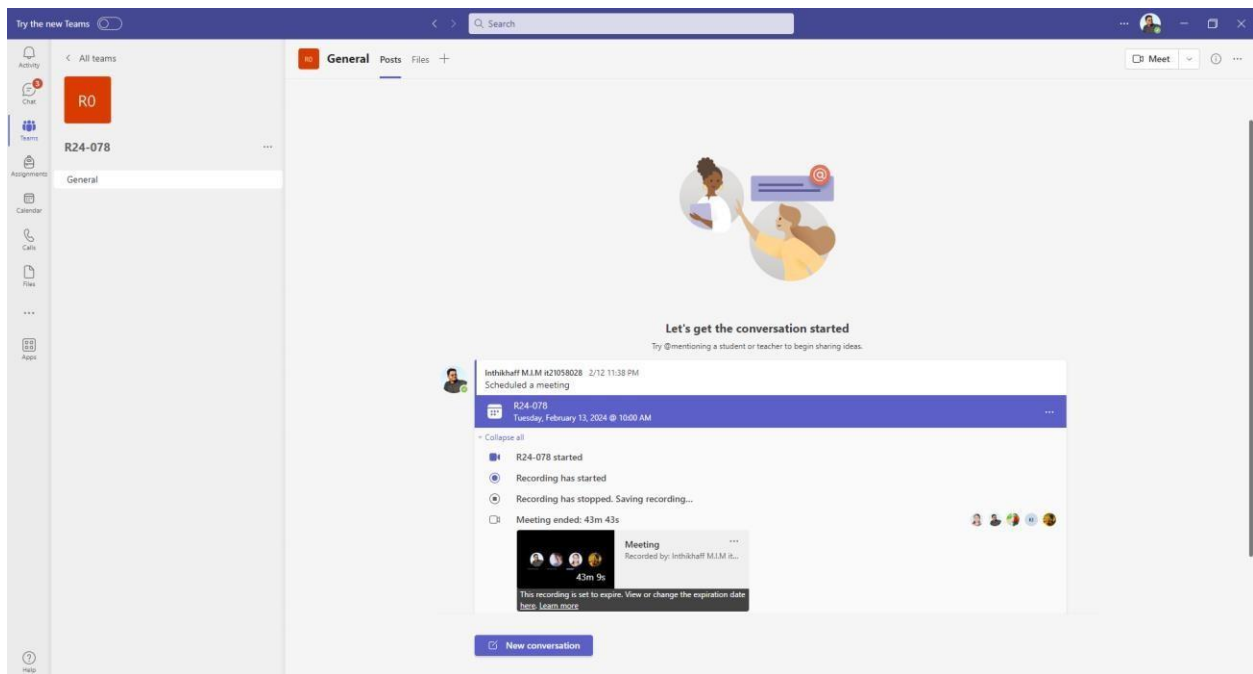 Try the new Teams
Search
Activity
Chat
3
Teams
Assignments
Calendar
Calls
Files
Apps
Help
All teams
R0
R24-078
General
R0 General Posts Files
Meet
@
Let's get the conversation started
Try @mentioning a student or teacher to begin sharing ideas.
Inthikhaff M.I.M it21058028 2/12 11:38 PM
Scheduled a meeting
R24-078
Tuesday, February 13, 2024 @ 10:00 AM
Collapse all
R24-078 started
Recording has started
Recording has stopped. Saving recording...
Meeting ended: 43m 43s
Meeting
Recorded by: Inthikhaff M.I.M it...
43m 9s
This recording is set to expire. View or change the expiration date
here. Learn more
New conversation